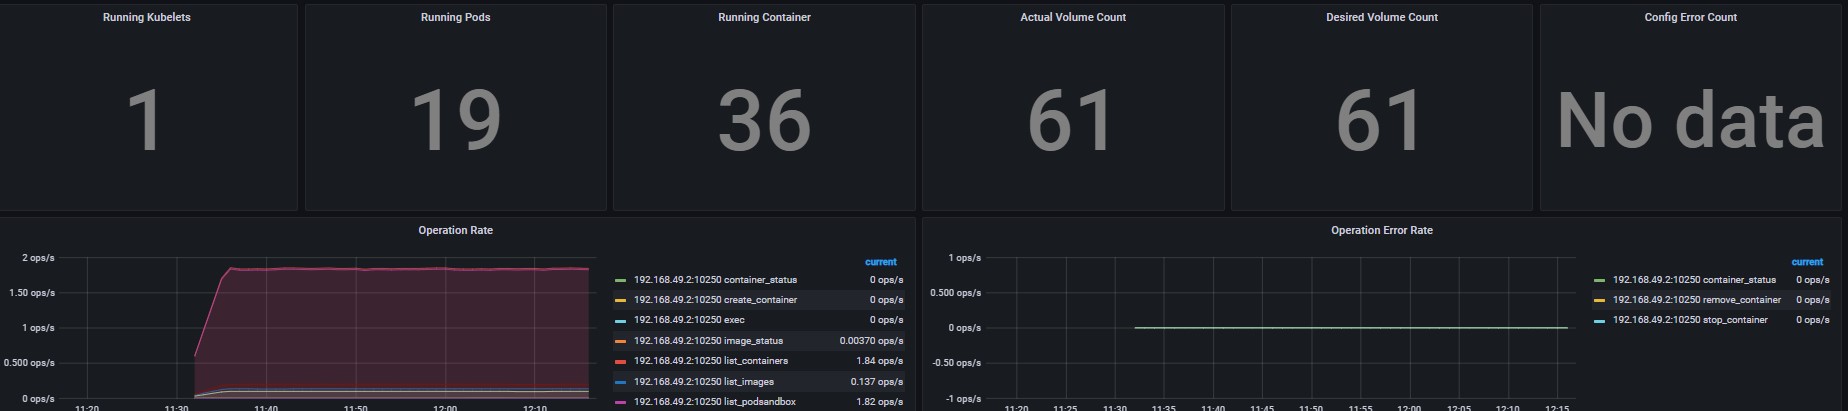 Running Kubelets
1
Running Pods
19
Running Container
36
Actual Volume Count
61
Desired Volume Count
61
Config Error Count
No data
Operation Rate
2 ops/s
1.50 ops/s
1 ops/s
0.500 ops/s
0 ops/s
11:20 11:30 11:40 11:50 12:00 12:10
current
192.168.49.2:10250 container_status 0 ops/s
192.168.49.2:10250 create_container 0 ops/s
192.168.49.2:10250 exec 0 ops/s
192.168.49.2:10250 image_status 0.00370 ops/s
192.168.49.2:10250 list_containers 1.84 ops/s
192.168.49.2:10250 list_images 0.137 ops/s
192.168.49.2:10250 list_podsandbox 1.82 ops/s
Operation Error Rate
1 ops/s
0.500 ops/s
0 ops/s
-0.50 ops/s
-1 ops/s
11:20 11:25 11:30 11:35 11:40 11:45 11:50 11:55 12:00 12:05 12:10 12:15
current
192.168.49.2:10250 container_status 0 ops/s
192.168.49.2:10250 remove_container 0 ops/s
192.168.49.2:10250 stop_container 0 ops/s